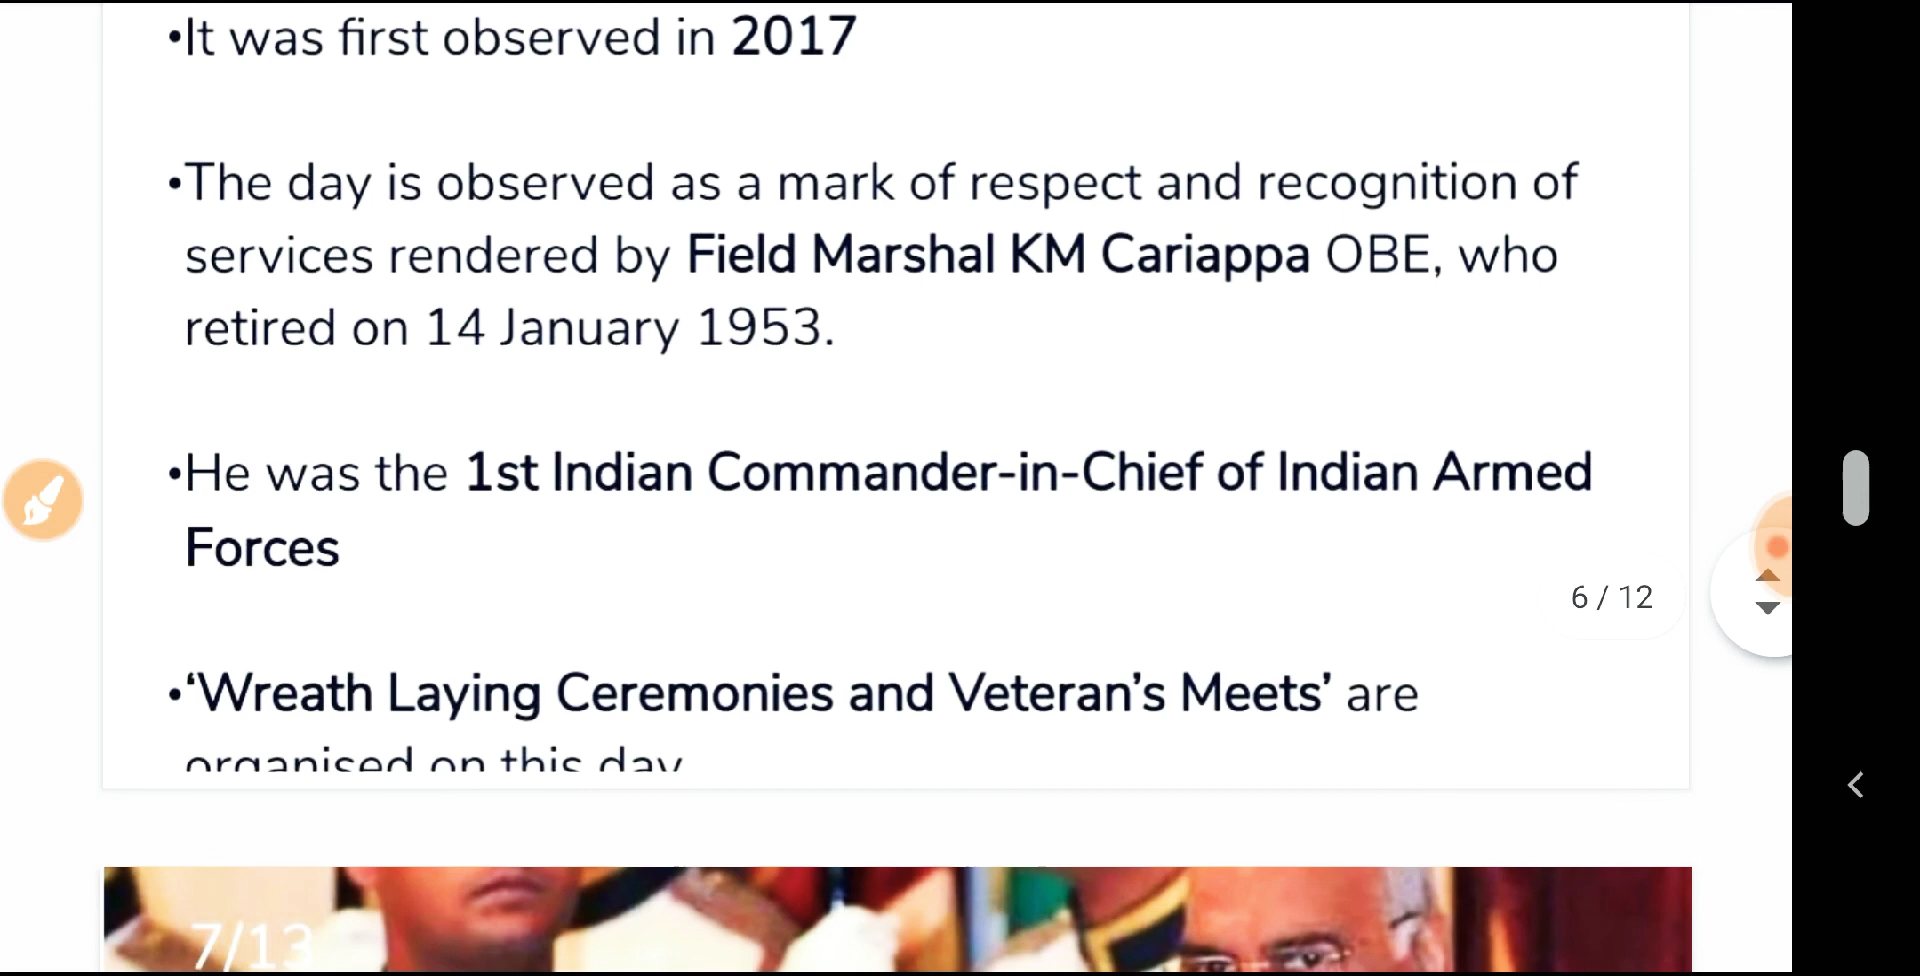 •It was first observed in 2017
•The day is observed as a mark of respect and recognition of
services rendered by Field Marshal KM Cariappa OBE, who
retired on 14 January 1953.
•He was the 1st Indian Commander-in-Chief of Indian Armed
Forces
6 / 12
•‘Wreath Laying Ceremonies and Veteran’s Meets’ are
organised on this day
7/13